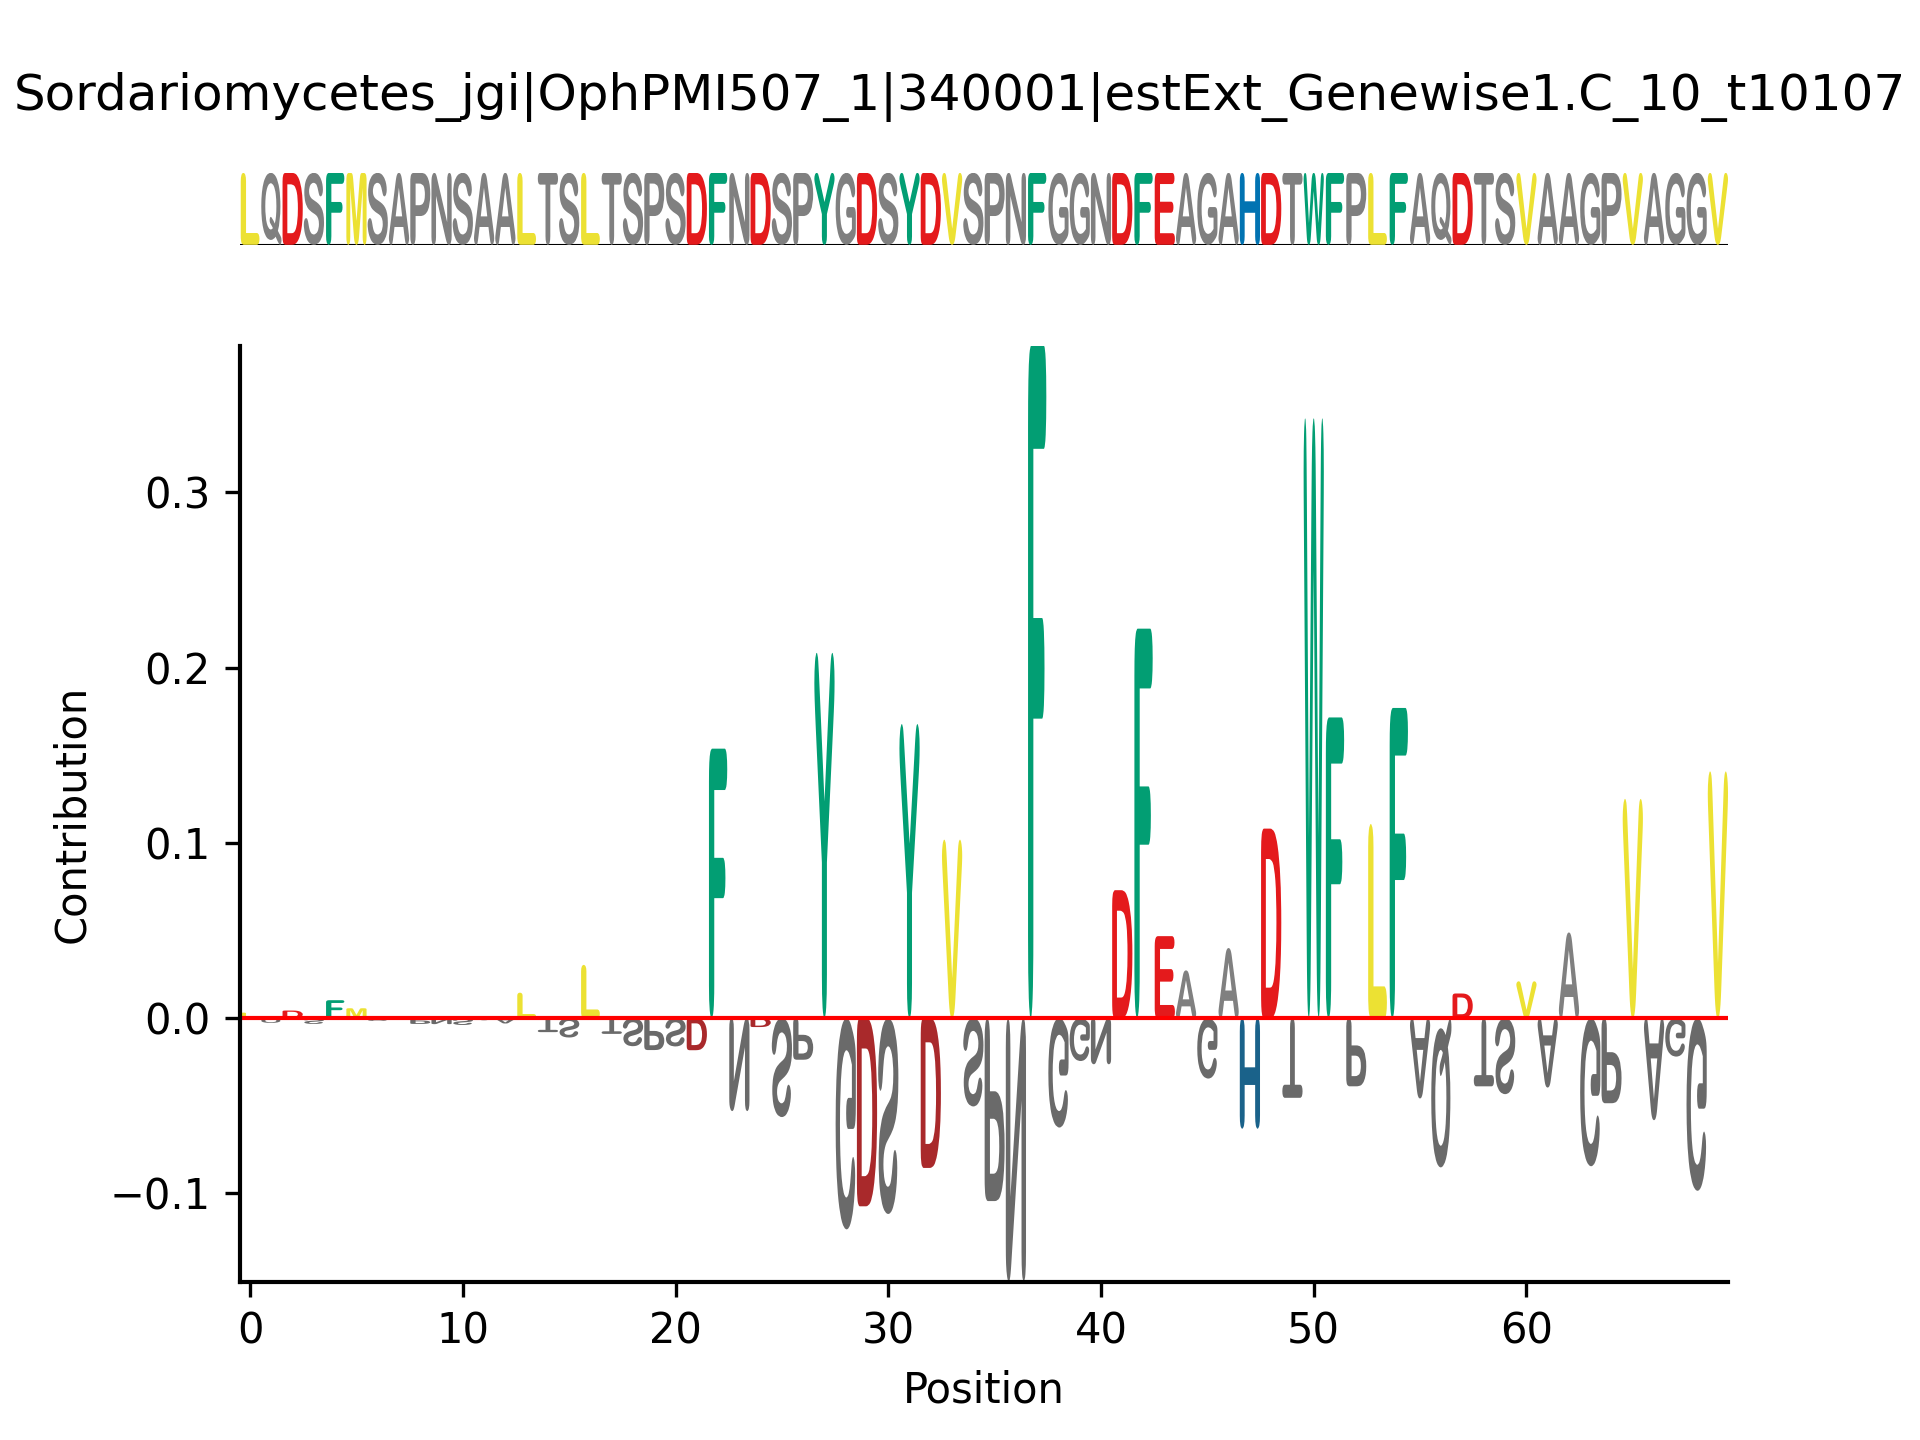 Sordariomycetes_jgi|OphPMI507_1|340001|estExt_Genewise1.C_10_t10107
LQDSFMSAPNSAALTSLTSPSDFNDSPYGDSYDVSPNFGGNDFEAGAHDTWFPLFAQDTSVAAGPVAGGV
0.3
0.2
0.1
0.0
−0.1
Contribution
0 10 20 30 40 50 60
Position